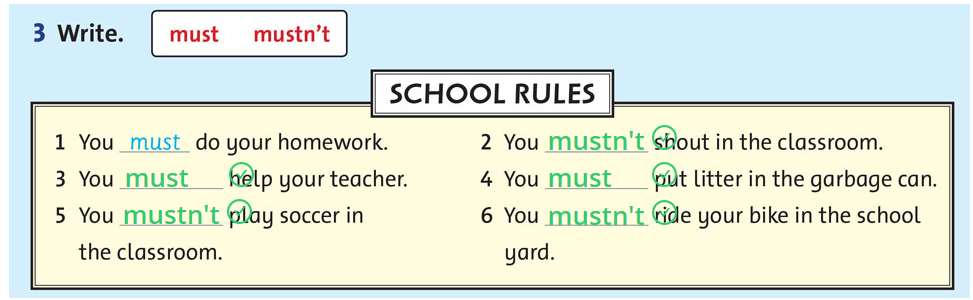 3 Write. must mustn't
SCHOOL RULES
1 You must do your homework.
2 You mustn't shout in the classroom.
3 You must help your teacher.
4 You must put litter in the garbage can.
5 You mustn't play soccer in
the classroom.
6 You mustn't ride your bike in the school
yard.